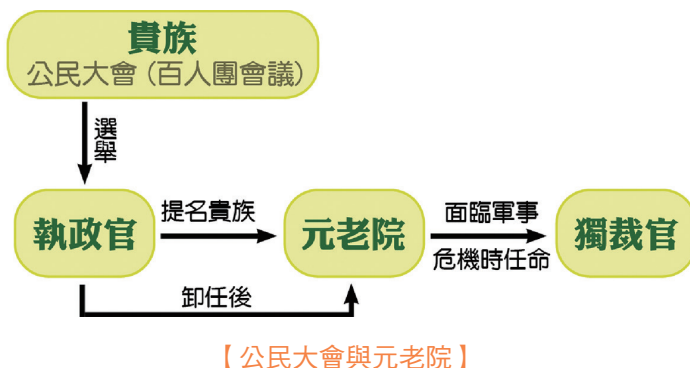 貴族
公民大會(百人團會議)
選舉
執政官
提名貴族
元老院
面臨軍事
危機時任命
獨裁官
卸任後
【公民大會與元老院】